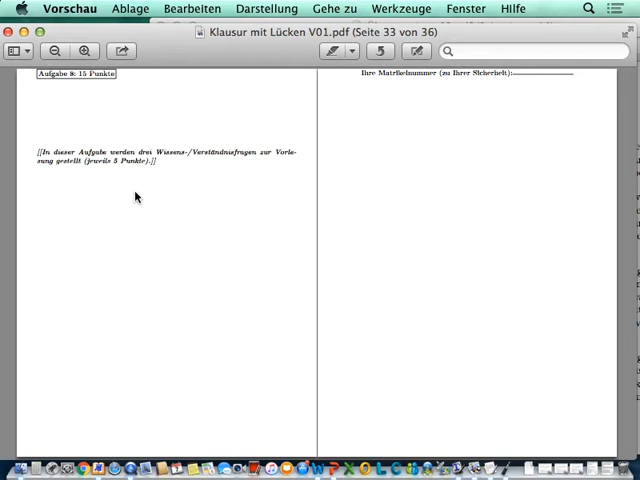 Vorschau Ablage Bearbeiten Darstellung Gehe zu Werkzeuge Fenster Hilfe
Klausur mit Lücken V01.pdf (Seite 33 von 36)
Aufgabe 8: 15 Punkte
[[In dieser Aufgabe werden drei Wissens-/Verständnisfragen zur Vorle-
sung gestellt (jeweils 5 Punkte).]]
Ihre Matrikelnummer (zu Ihrer Sicherheit):